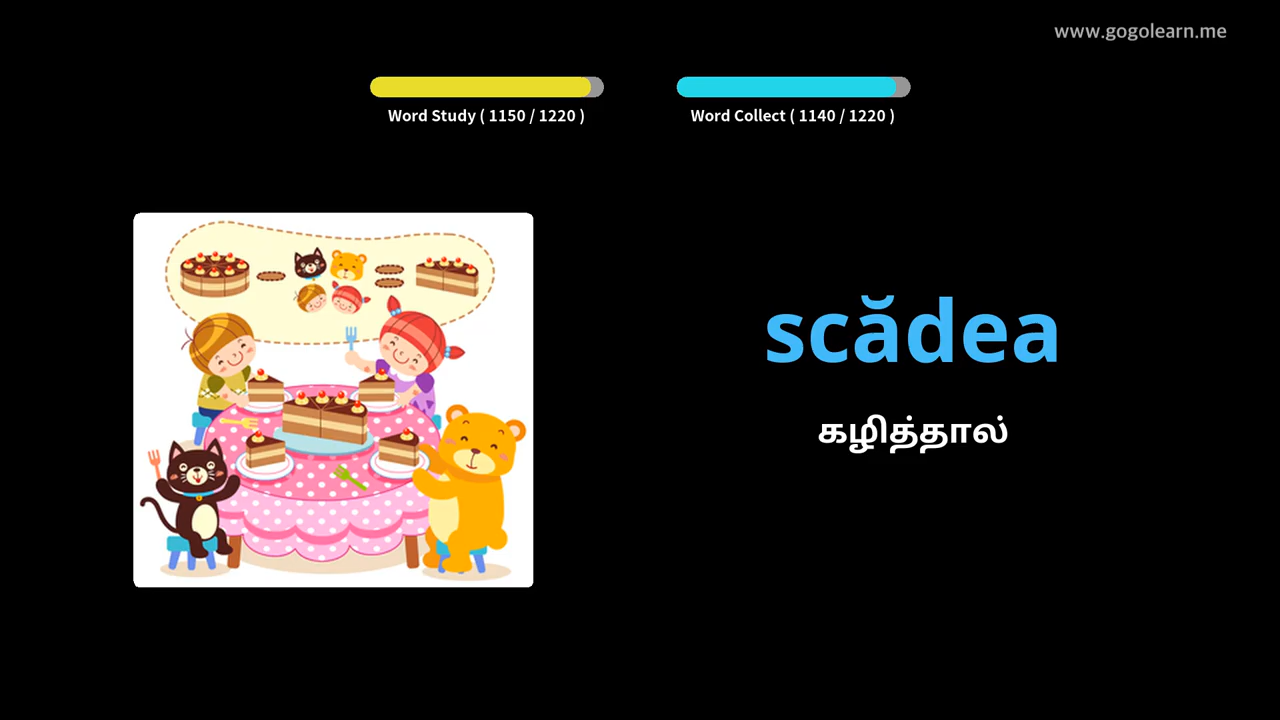 www.gogolearn.me
Word Study ( 1150 / 1220 )
Word Collect ( 1140 / 1220 )
scădea
கழித்தால்